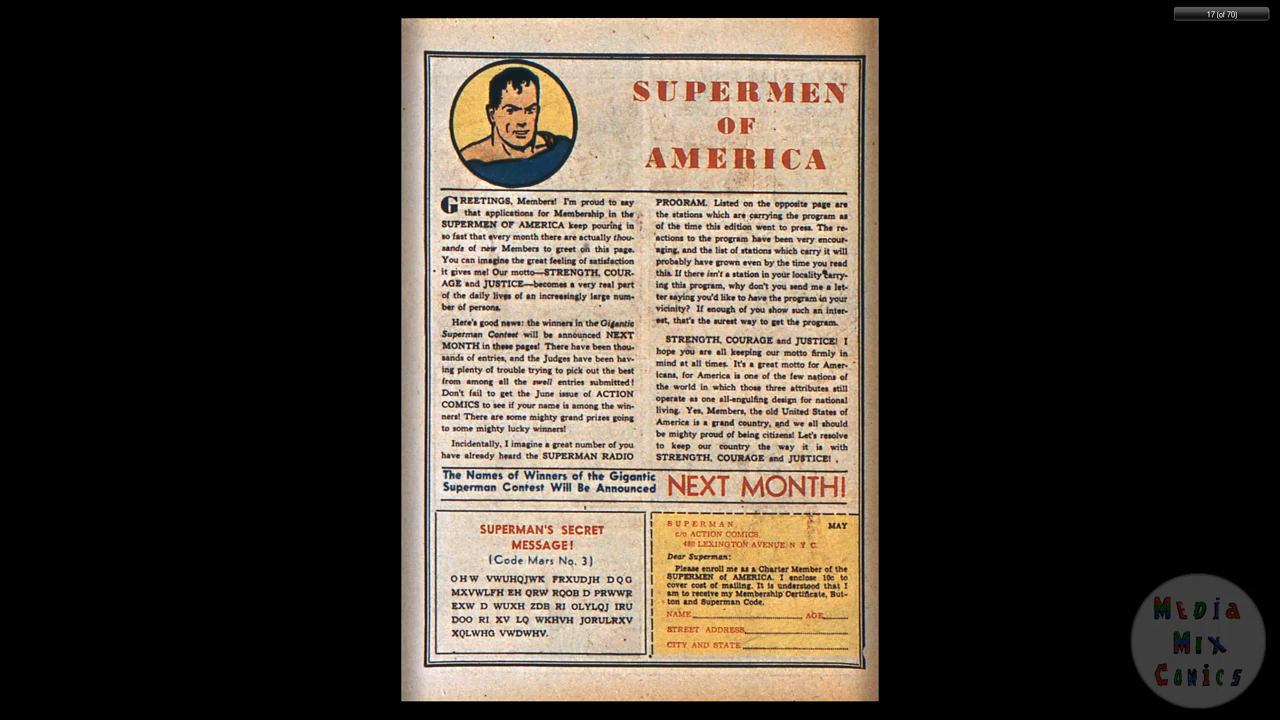 17 (of 70)
SUPERMEN
OF
AMERICA
GREETINGS, Members! I'm proud to say
that applications for Membership in the
SUPERMEN OF AMERICA keep pouring in
so fast that every month there are actually thou-
sands of new Members to greet on this page.
You can imagine the great feeling of satisfaction
it gives me! Our motto—STRENGTH, COUR-
AGE and JUSTICE—becomes a very real part
of the daily lives of an increasingly large num-
ber of persons.
Here's good news: the winners in the Gigantic
Superman Contest will be announced NEXT
MONTH in these pages! There have been thou-
sands of entries, and the Judges have been hav-
ing plenty of trouble trying to pick out the best
from among all the swell entries submitted!
Don't fail to get the June issue of ACTION
COMICS to see if your name is among the win-
ners! There are some mighty grand prizes going
to some mighty lucky winners!
Incidentally, I imagine a great number of you
have already heard the SUPERMAN RADIO
PROGRAM. Listed on the opposite page are
the stations which are carrying the program as
of the time this edition went to press. The re-
actions to the program have been very encour-
aging, and the list of stations which carry it will
probably have grown even by the time you read
this. If there isn't a station in your locality carry-
ing this program, why don't you send me a let-
ter saying you'd like to have the program in your
vicinity? If enough of you show such an inter-
est, that's the surest way to get the program.
STRENGTH, COURAGE and JUSTICE! I
hope you are all keeping our motto firmly in
mind at all times. It's a great motto for Amer-
icans, for America is one of the few nations of
the world in which those three attributes still
operate as one all-engulfing design for national
living. Yes, Members, the old United States of
America is a grand country, and we all should
be mighty proud of being citizens! Let's resolve
to keep our country the way it is with
STRENGTH, COURAGE and JUSTICE!
The Names of Winners of the Gigantic
Superman Contest Will Be Announced
NEXT MONTH!
SUPERMAN'S SECRET
MESSAGE!
(Code Mars No. 3)
OHW VWUHQJWK FRXUDJH DQG
MXVWLFH EH QRW RQOB D PRWWR
EXW D WUXH ZDB RI OLYLQJ IRU
DOO RI XV LQ WKHVH JORULRXV
XQLWHG VWDWHV.
SUPERMAN
c/o ACTION COMICS,
480 LEXINGTON AVENUE, N. Y. C.
MAY
Dear Superman:
Please enroll me as a Charter Member of the
SUPERMEN of AMERICA. I enclose 10c to
cover cost of mailing. It is understood that I
am to receive my Membership Certificate, But-
ton and Superman Code.
NAME AGE
STREET ADDRESS
CITY AND STATE
MEDiA
MiX
COMiCS